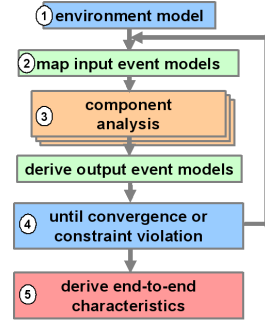 1 environment model
2 map input event models
3 component
analysis
derive output event models
4 until convergence or
constraint violation
5 derive end-to-end
characteristics